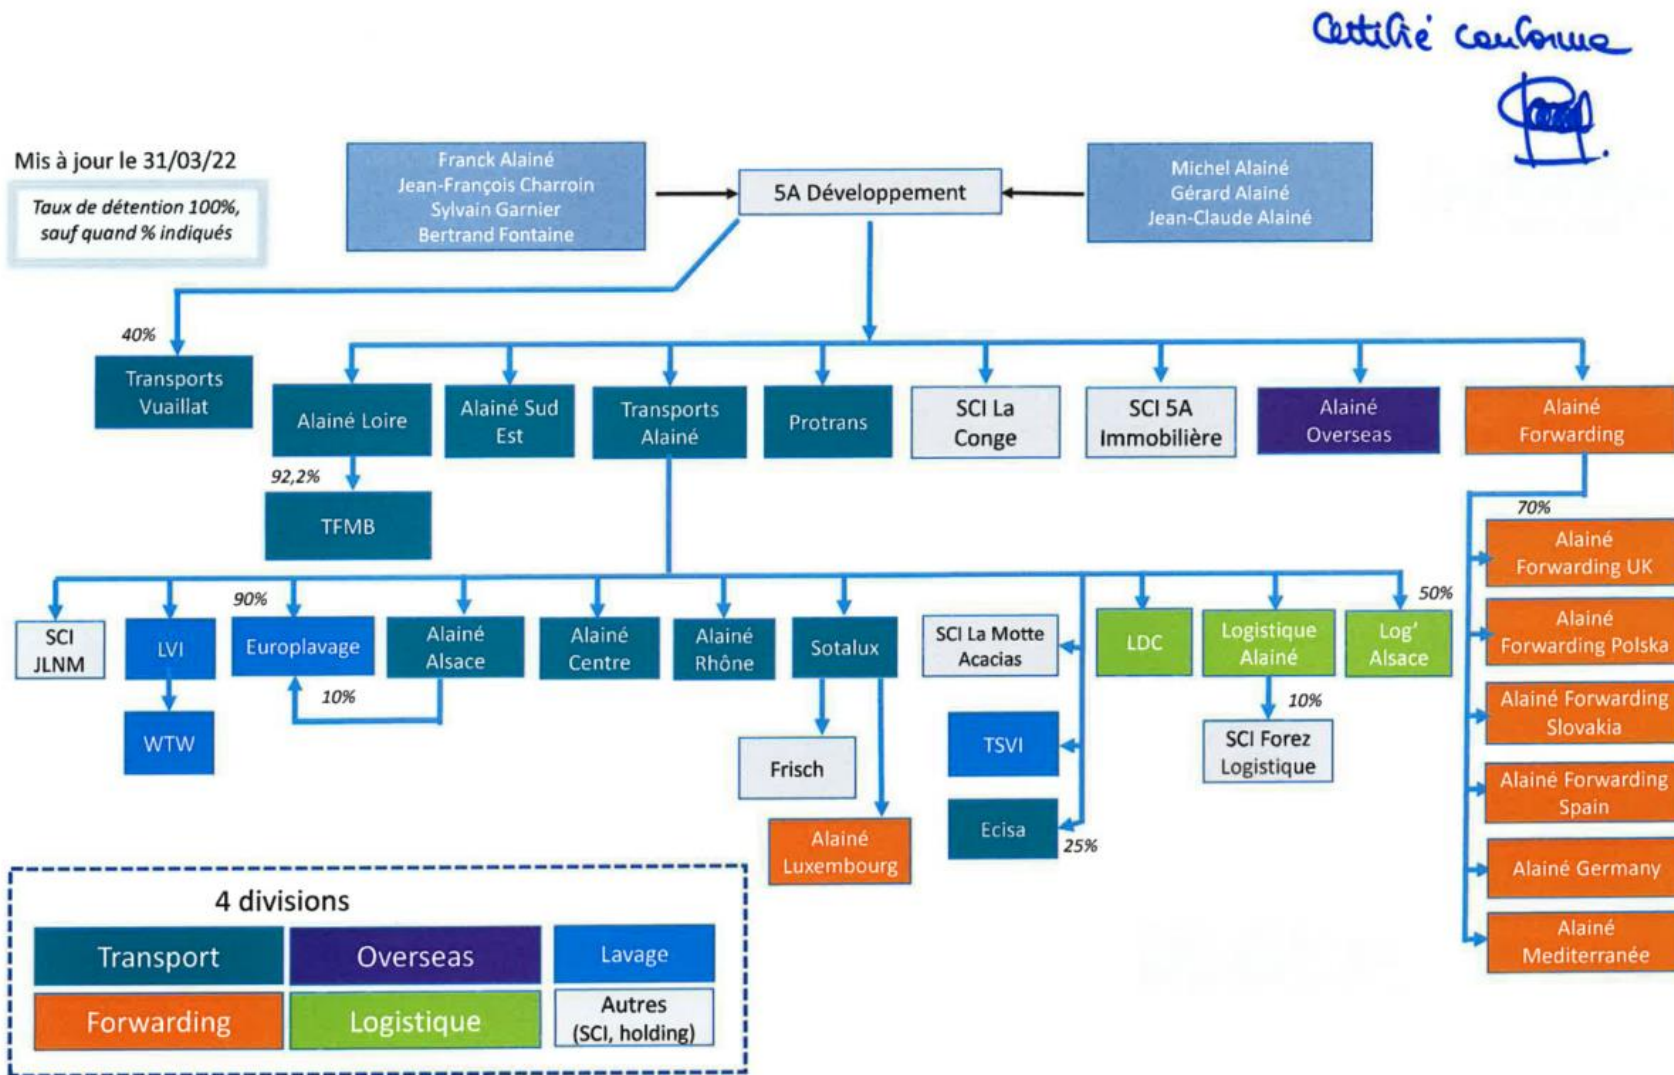 Certifié conforme
Mis à jour le 31/03/22
Taux de détention 100%,
sauf quand % indiqués
Franck Alainé
Jean-François Charroin
Sylvain Garnier
Bertrand Fontaine
5A Développement
Michel Alainé
Gérard Alainé
Jean-Claude Alainé
40%
Transports
Vuaillat
Alainé Loire
Alainé Sud
Est
Transports
Alainé
Protrans
SCI La
Conge
SCI 5A
Immobilière
Alainé
Overseas
Alainé
Forwarding
92,2%
TFMB
70%
Alainé
Forwarding UK
Alainé
Forwarding Polska
Alainé Forwarding
Slovakia
Alainé Forwarding
Spain
Alainé Germany
Alainé
Mediterranée
SCI
JLNM
LVI
90%
Europlavage
Alainé
Alsace
Alainé
Centre
Alainé
Rhône
Sotalux
SCI La Motte
Acacias
LDC
Logistique
Alainé
50%
Log'
Alsace
10%
WTW
Frisch
Alainé
Luxembourg
TSVI
Ecisa
25%
10%
SCI Forez
Logistique
4 divisions
Transport
Overseas
Lavage
Forwarding
Logistique
Autres
(SCI, holding)